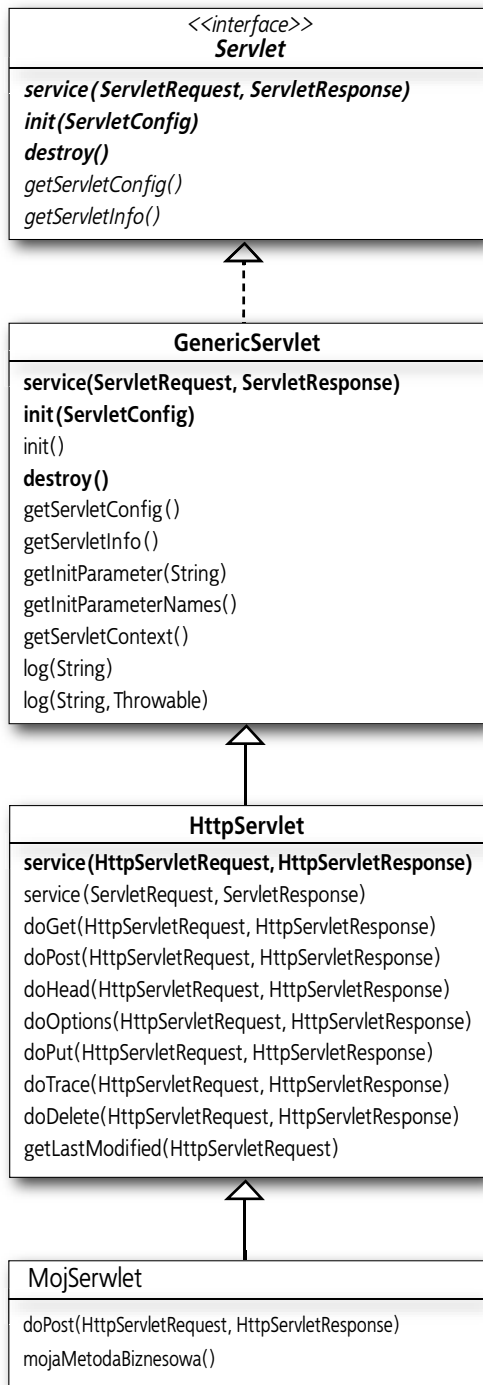 <<interface>>
Servlet
service(ServletRequest, ServletResponse)
init(ServletConfig)
destroy()
getServletConfig()
getServletInfo()
GenericServlet
service(ServletRequest, ServletResponse)
init(ServletConfig)
init()
destroy()
getServletConfig()
getServletInfo()
getInitParameter(String)
getInitParameterNames()
getServletContext()
log(String)
log(String, Throwable)
HttpServlet
service(HttpServletRequest, HttpServletResponse)
service(ServletRequest, ServletResponse)
doGet(HttpServletRequest, HttpServletResponse)
doPost(HttpServletRequest, HttpServletResponse)
doHead(HttpServletRequest, HttpServletResponse)
doOptions(HttpServletRequest, HttpServletResponse)
doPut(HttpServletRequest, HttpServletResponse)
doTrace(HttpServletRequest, HttpServletResponse)
doDelete(HttpServletRequest, HttpServletResponse)
getLastModified(HttpServletRequest)
MojSerwlet
doPost(HttpServletRequest, HttpServletResponse)
mojaMetodaBiznesowa()